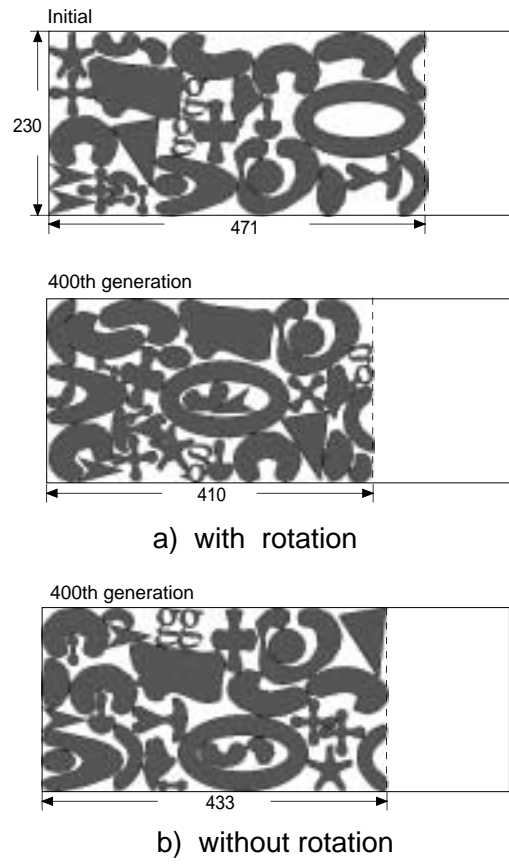 Initial
230
471
400th generation
410
a) with rotation
400th generation
433
b) without rotation